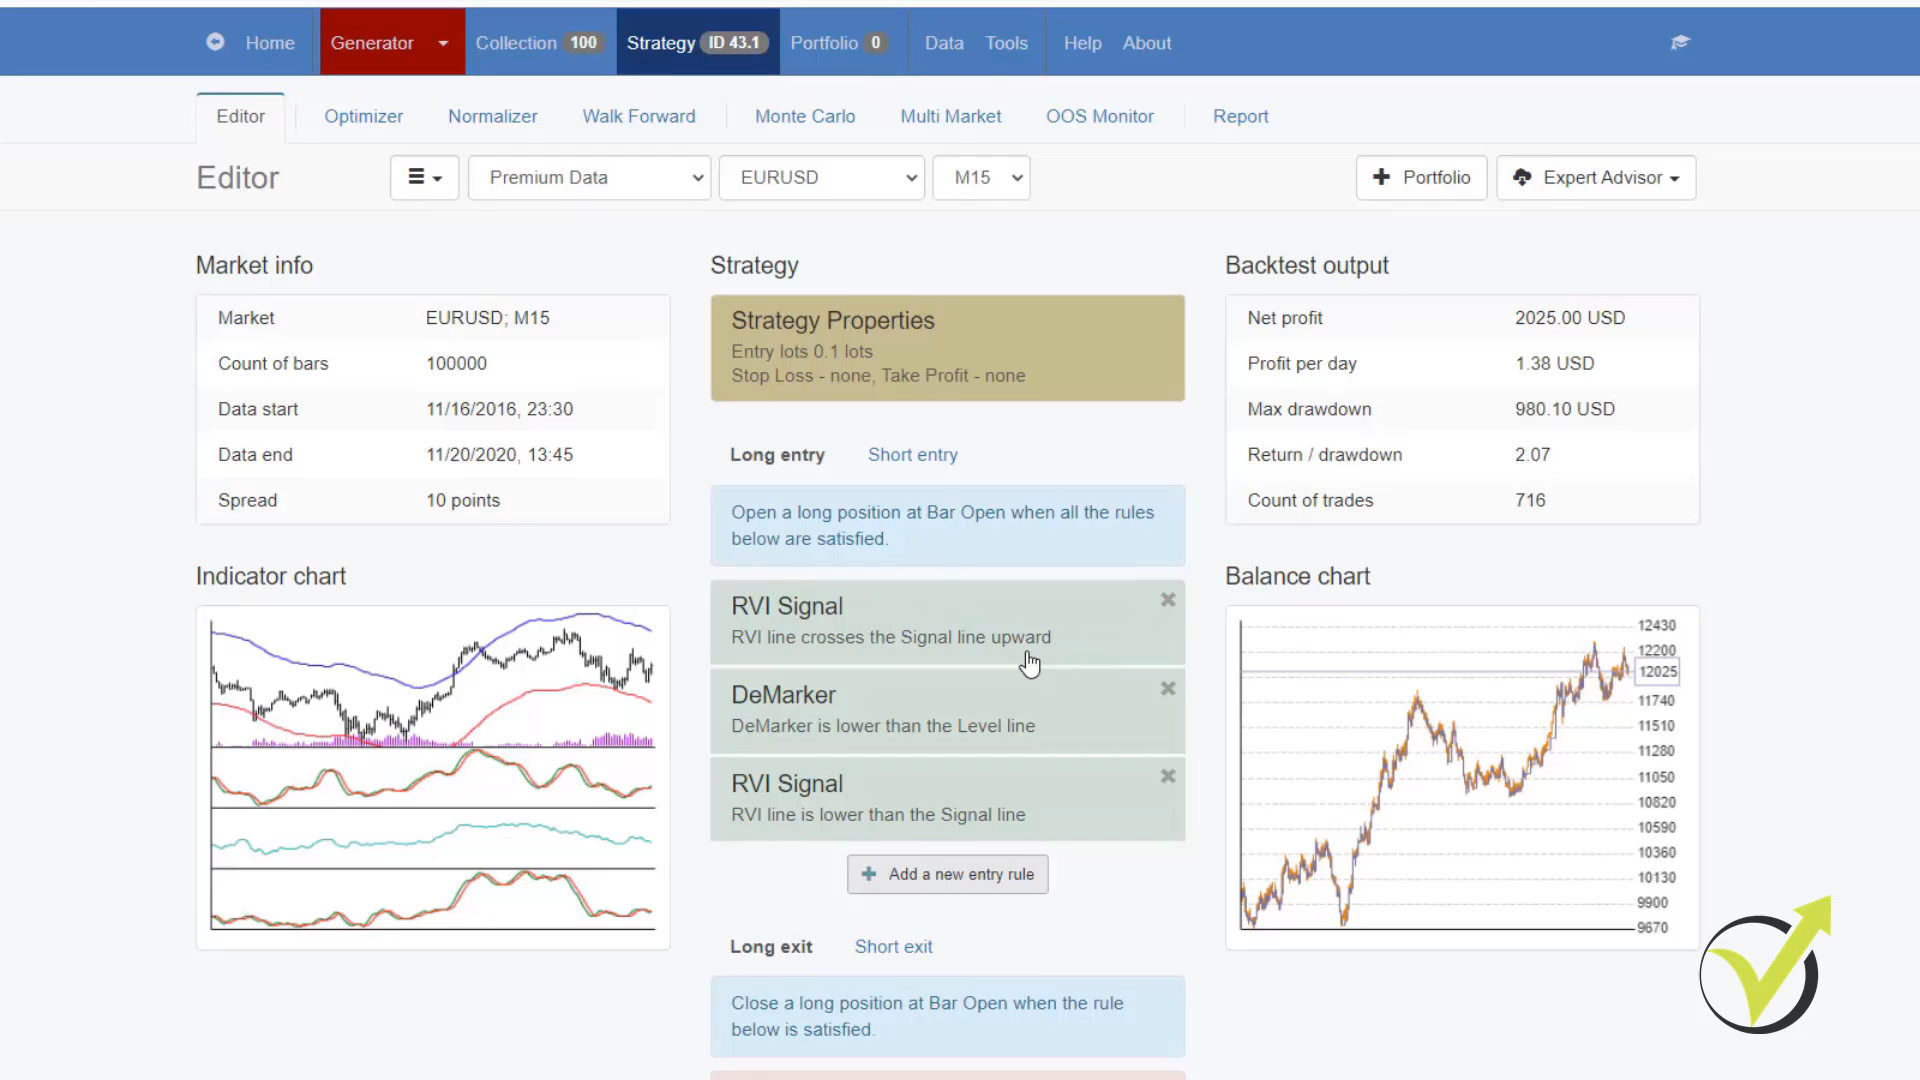 Home
Generator
Collection 100
Strategy ID 43.1
Portfolio 0
Data
Tools
Help
About
Editor
Optimizer
Normalizer
Walk Forward
Monte Carlo
Multi Market
OOS Monitor
Report
Editor
Premium Data
EURUSD
M15
Portfolio
Expert Advisor
Market info
Market EURUSD; M15
Count of bars 100000
Data start 11/16/2016, 23:30
Data end 11/20/2020, 13:45
Spread 10 points
Indicator chart
Strategy
Strategy Properties
Entry lots 0.1 lots
Stop Loss - none, Take Profit - none
Long entry Short entry
Open a long position at Bar Open when all the rules
below are satisfied.
RVI Signal
RVI line crosses the Signal line upward
DeMarker
DeMarker is lower than the Level line
RVI Signal
RVI line is lower than the Signal line
Add a new entry rule
Long exit Short exit
Close a long position at Bar Open when the rule
below is satisfied.
Backtest output
Net profit 2025.00 USD
Profit per day 1.38 USD
Max drawdown 980.10 USD
Return / drawdown 2.07
Count of trades 716
Balance chart
12430
12200
12025
11740
11510
11280
11050
10820
10590
10360
10130
9900
9670